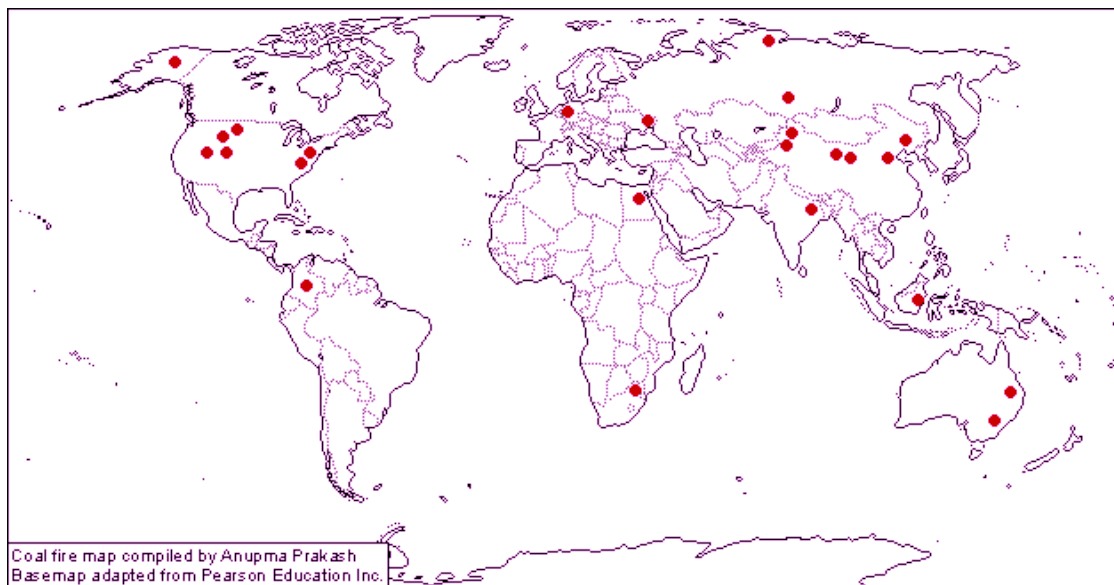 Coal fire map compiled by Anupma Prakash
Basemap adapted from Pearson Education Inc.